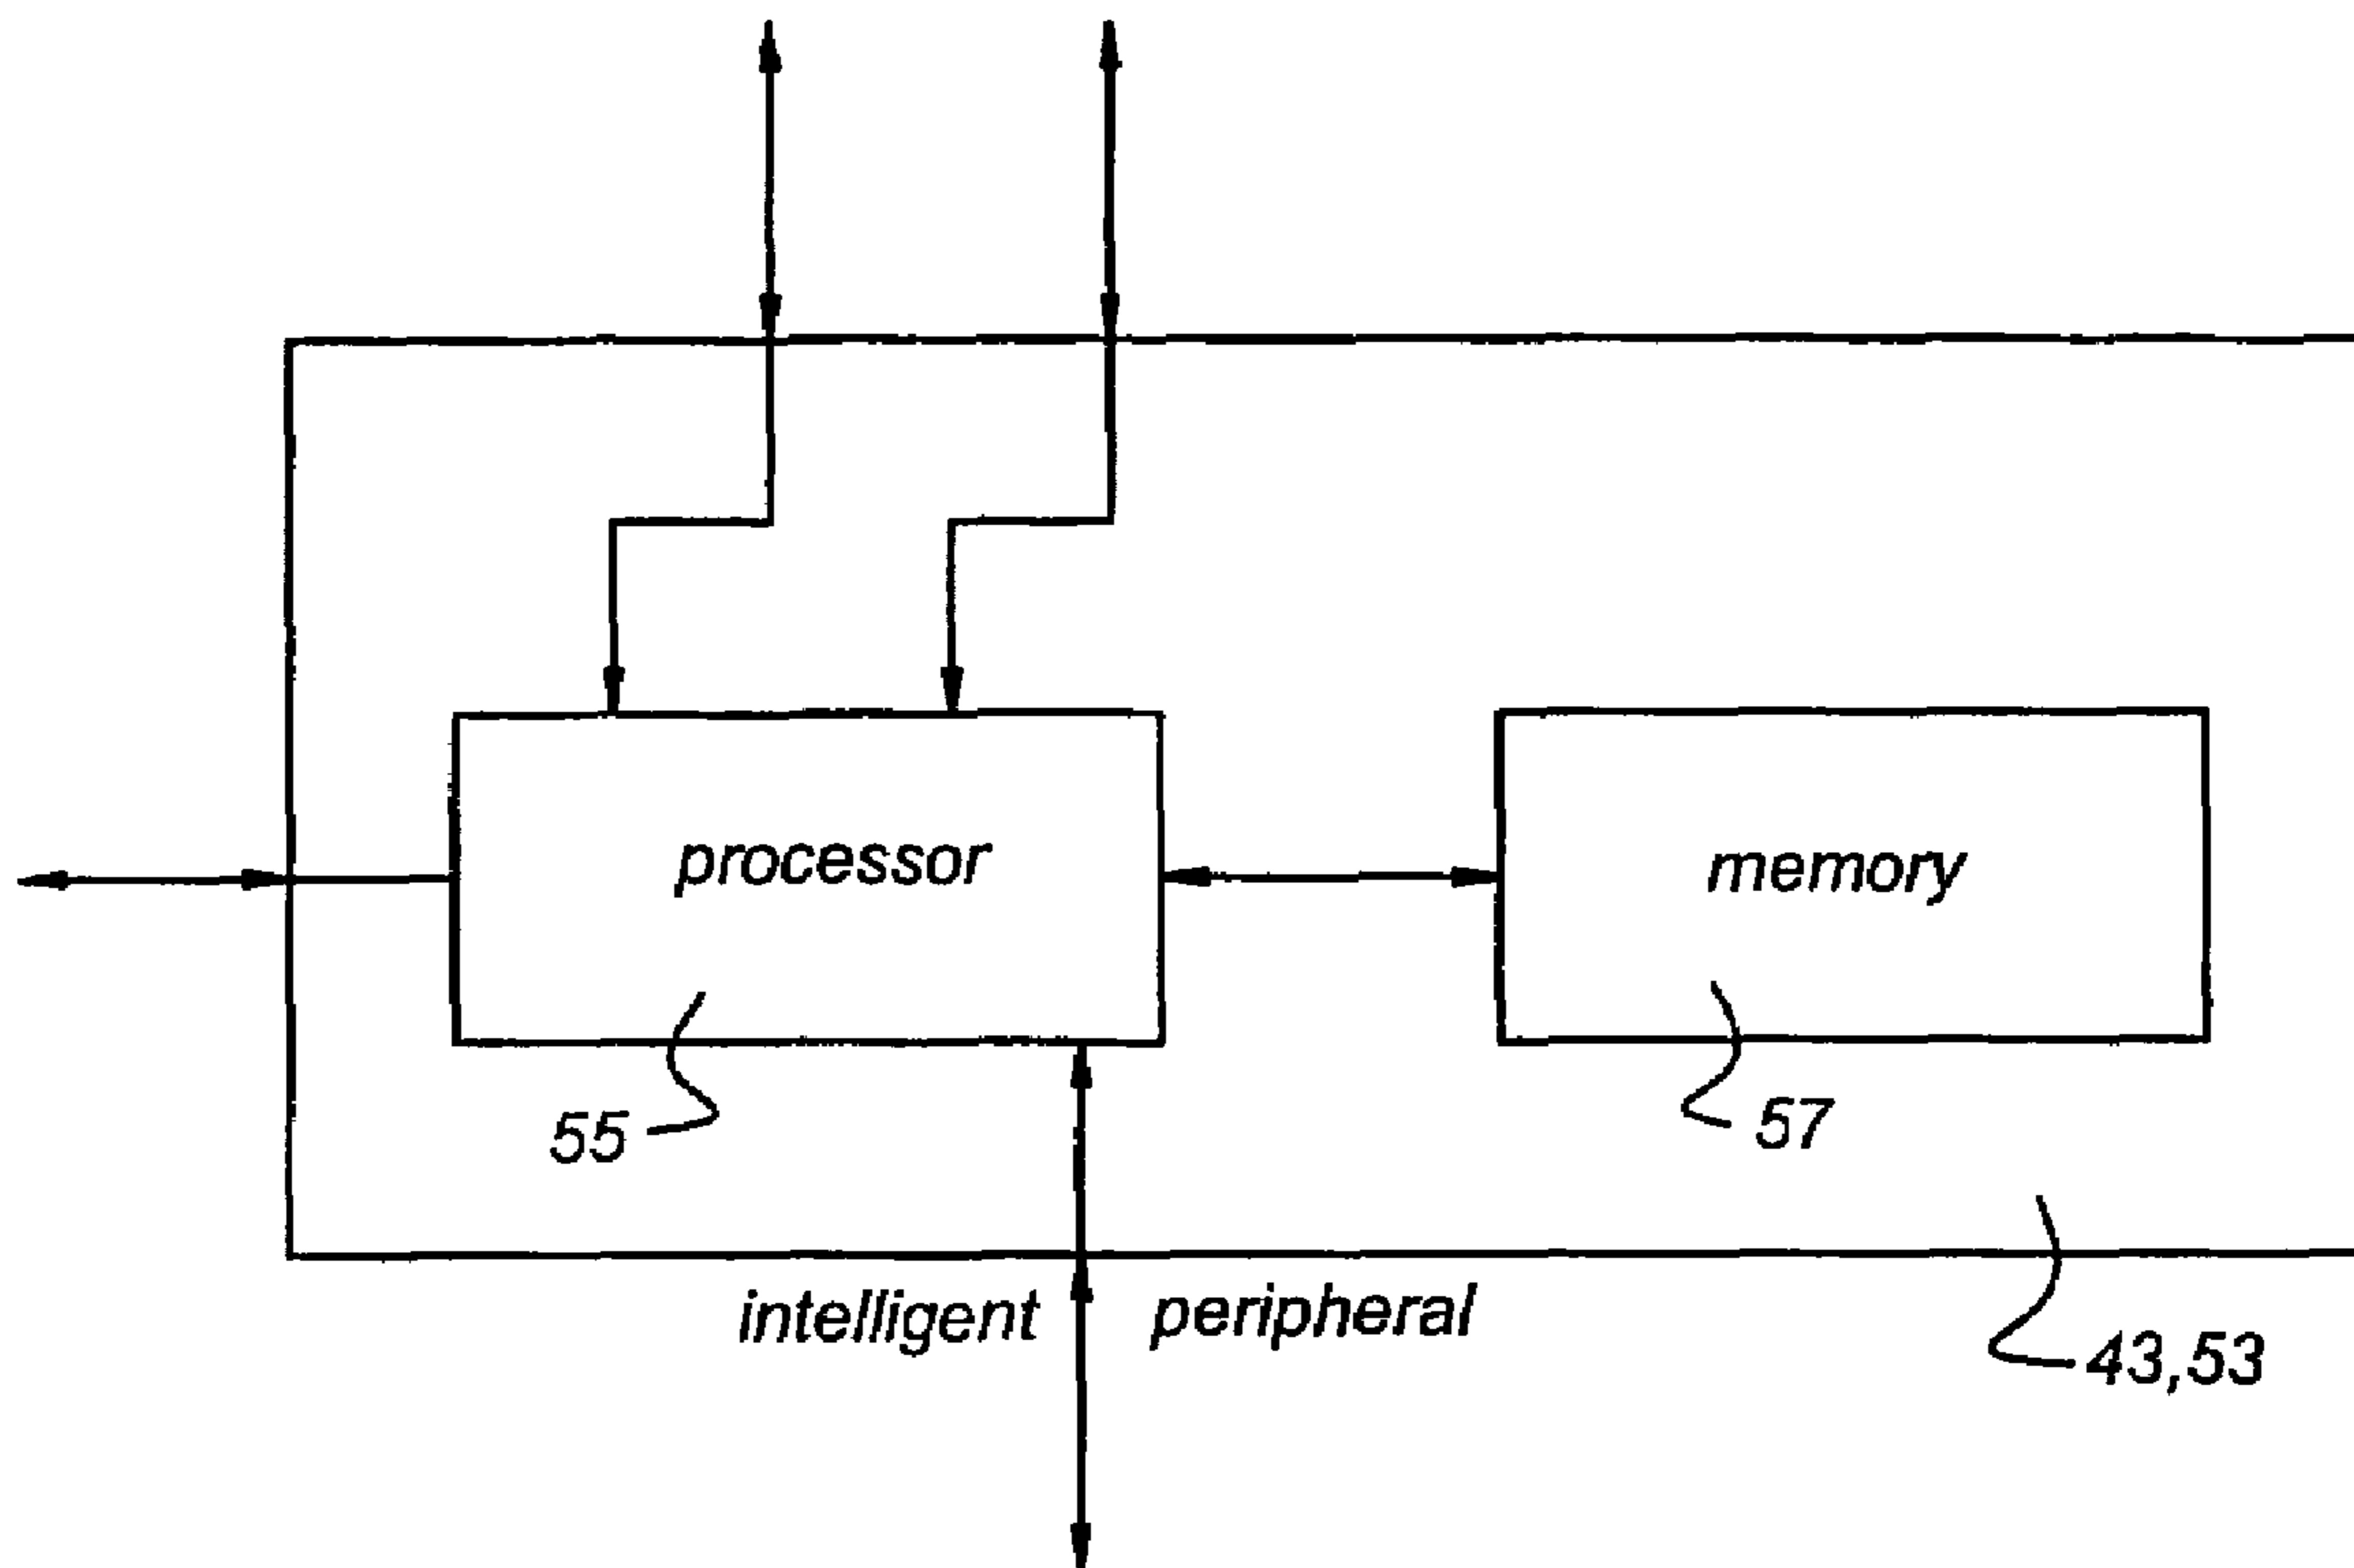 processor
memory
55
57
intelligent peripheral
43,53